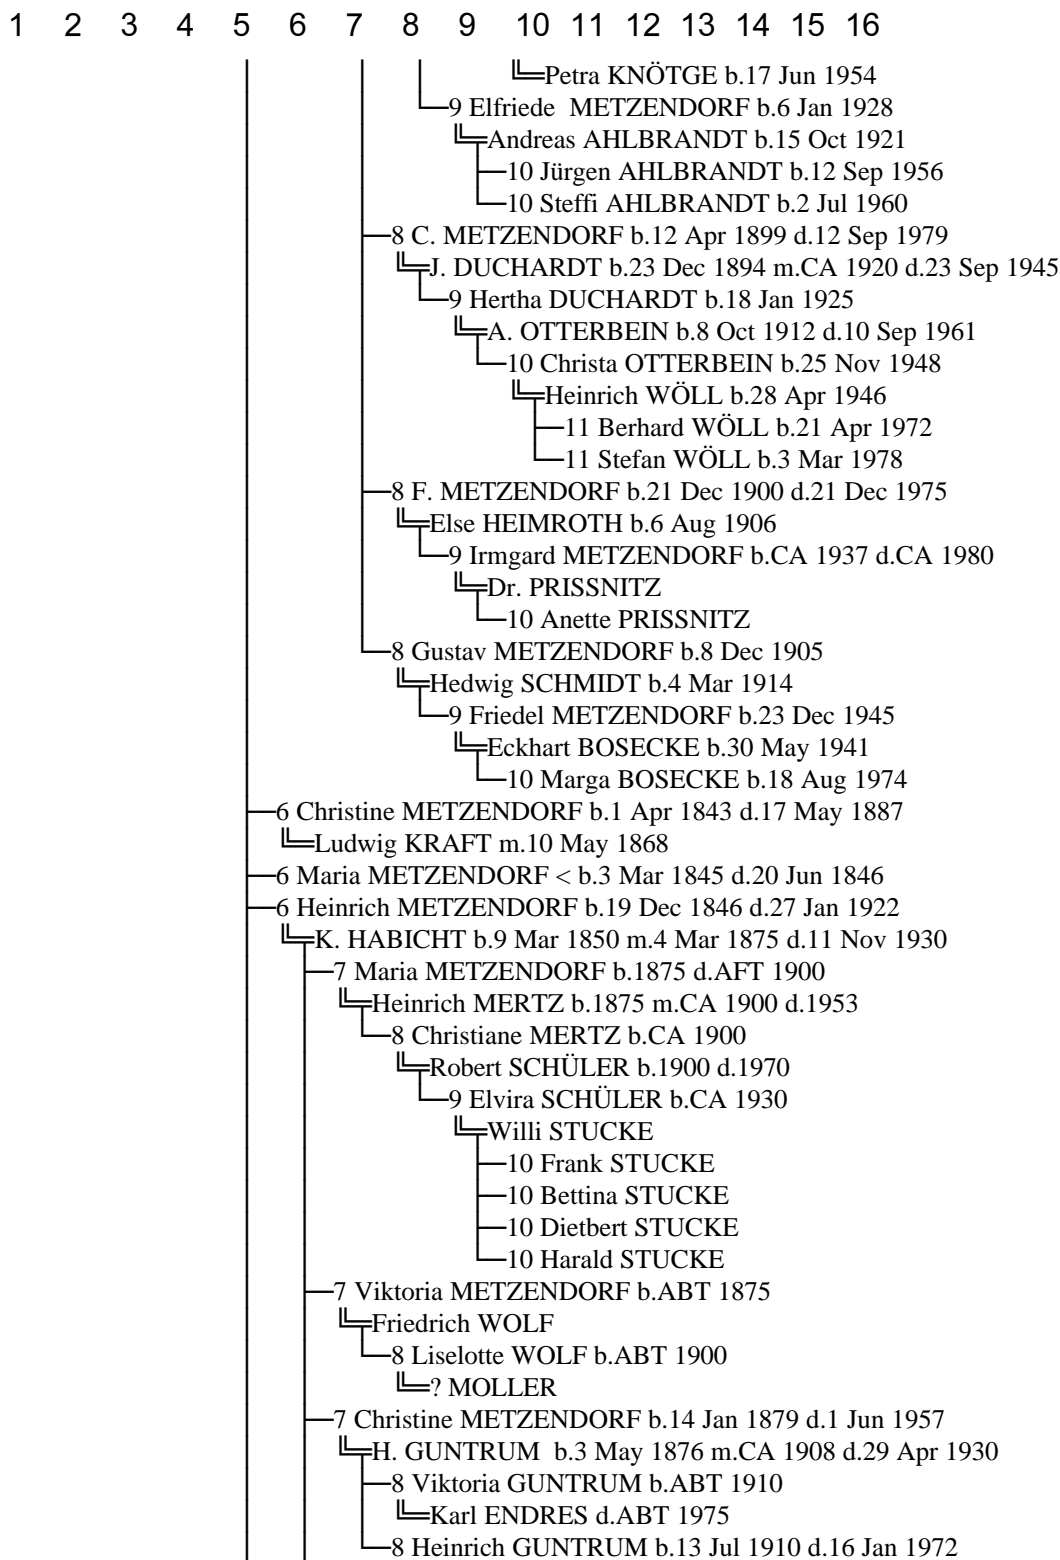 1 2 3 4 5 6 7 8 9 10 11 12 13 14 15 16
Petra KNÖTGE b.17 Jun 1954
9 Elfriede METZENDORF b.6 Jan 1928
Andreas AHLBRANDT b.15 Oct 1921
10 Jürgen AHLBRANDT b.12 Sep 1956
10 Steffi AHLBRANDT b.2 Jul 1960
8 C. METZENDORF b.12 Apr 1899 d.12 Sep 1979
J. DUCHARDT b.23 Dec 1894 m.CA 1920 d.23 Sep 1945
9 Hertha DUCHARDT b.18 Jan 1925
A. OTTERBEIN b.8 Oct 1912 d.10 Sep 1961
10 Christa OTTERBEIN b.25 Nov 1948
Heinrich WÖLL b.28 Apr 1946
11 Berhard WÖLL b.21 Apr 1972
11 Stefan WÖLL b.3 Mar 1978
8 F. METZENDORF b.21 Dec 1900 d.21 Dec 1975
Else HEIMROTH b.6 Aug 1906
9 Irmgard METZENDORF b.CA 1937 d.CA 1980
Dr. PRISSNITZ
10 Anette PRISSNITZ
8 Gustav METZENDORF b.8 Dec 1905
Hedwig SCHMIDT b.4 Mar 1914
9 Friedel METZENDORF b.23 Dec 1945
Eckhart BOSECKE b.30 May 1941
10 Marga BOSECKE b.18 Aug 1974
6 Christine METZENDORF b.1 Apr 1843 d.17 May 1887
Ludwig KRAFT m.10 May 1868
6 Maria METZENDORF < b.3 Mar 1845 d.20 Jun 1846
6 Heinrich METZENDORF b.19 Dec 1846 d.27 Jan 1922
K. HABICHT b.9 Mar 1850 m.4 Mar 1875 d.11 Nov 1930
7 Maria METZENDORF b.1875 d.AFT 1900
Heinrich MERTZ b.1875 m.CA 1900 d.1953
8 Christiane MERTZ b.CA 1900
Robert SCHÜLER b.1900 d.1970
9 Elvira SCHÜLER b.CA 1930
Willi STUCKE
10 Frank STUCKE
10 Bettina STUCKE
10 Dietbert STUCKE
10 Harald STUCKE
7 Viktoria METZENDORF b.ABT 1875
Friedrich WOLF
8 Liselotte WOLF b.ABT 1900
? MOLLER
7 Christine METZENDORF b.14 Jan 1879 d.1 Jun 1957
H. GUNTRUM b.3 May 1876 m.CA 1908 d.29 Apr 1930
8 Viktoria GUNTRUM b.ABT 1910
Karl ENDRES d.ABT 1975
8 Heinrich GUNTRUM b.13 Jul 1910 d.16 Jan 1972